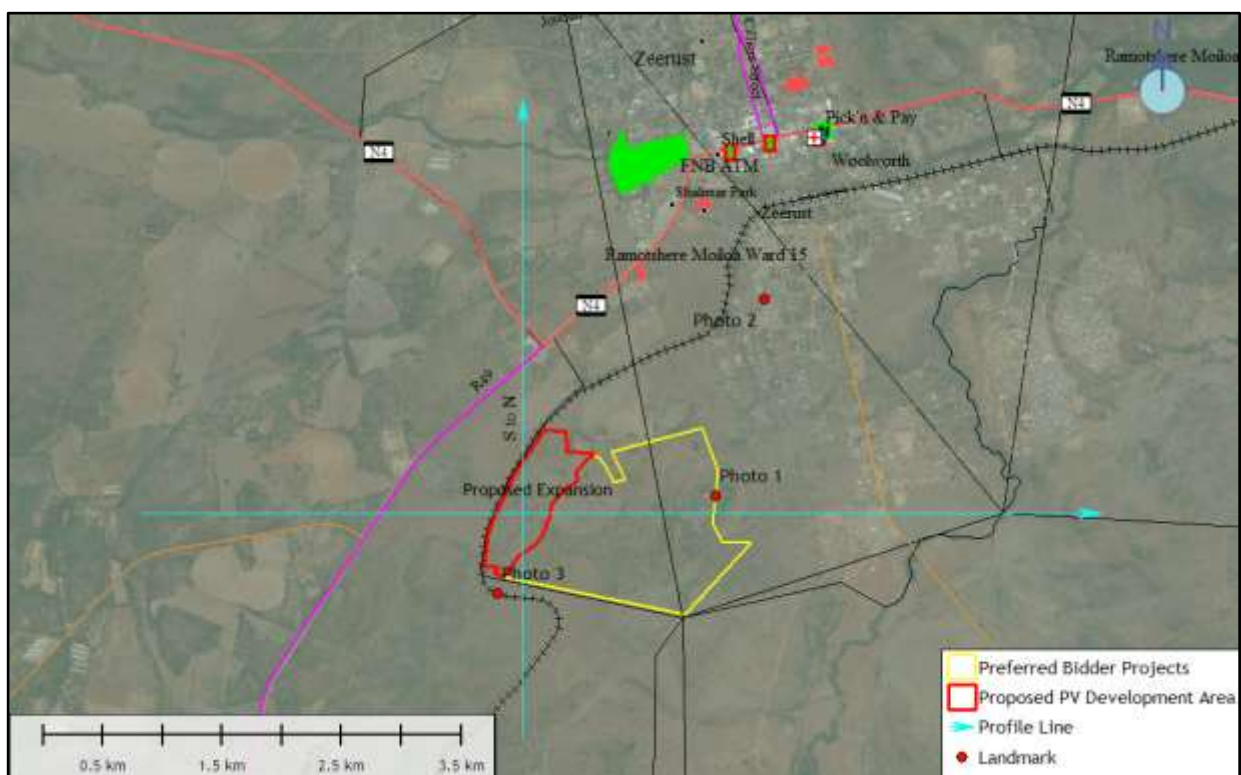 Zeerust
N
Ramotshere Moiloa
N4
N4
Pick'n & Pay
Shell
FNB ATM
Woolworth
Shalimar Park
Zeerust
Ramotshere Moiloa Ward 15
N4
Photo 2
R49
S to N
Photo 1
Proposed Expansion
Photo 3
Preferred Bidder Projects
Proposed PV Development Area
Profile Line
Landmark
0.5 km 1.5 km 2.5 km 3.5 km